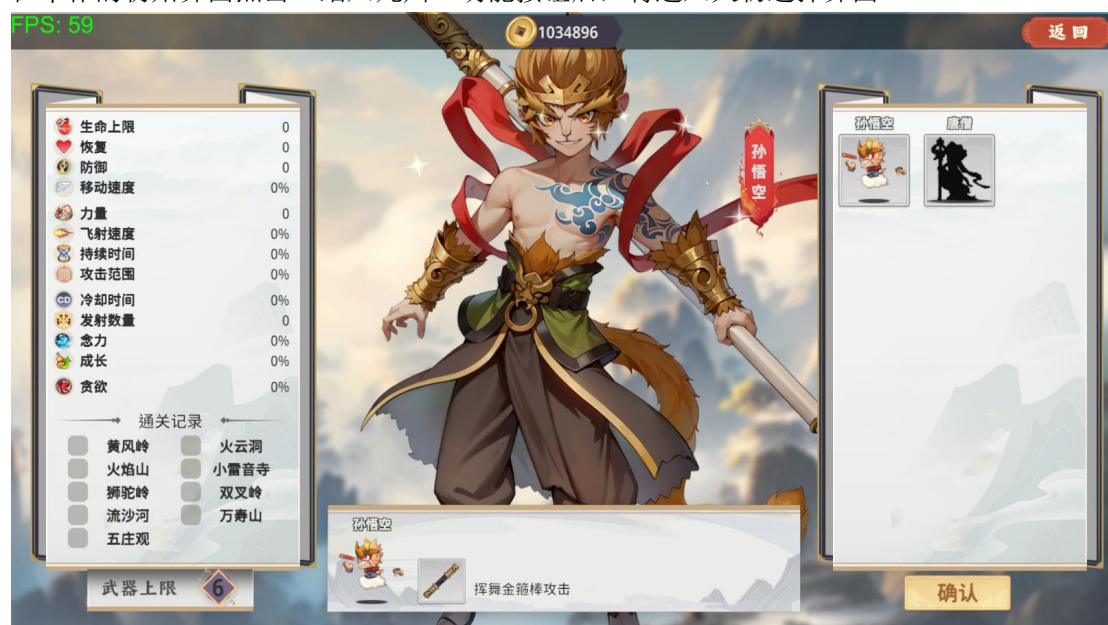 FPS: 59
1034896
返回
生命上限 0
恢复 0
防御 0
移动速度 0%
力量 0
飞射速度 0%
持续时间 0%
攻击范围 0%
CD 冷却时间 0%
发射数量 0
念力 0%
成长 0%
贪欲 0%
通关记录
黄风岭 火云洞
火焰山 小雷音寺
狮驼岭 双叉岭
流沙河 万寿山
五庄观
武器上限 6
孙悟空
孙悟空
挥舞金箍棒攻击
孙悟空 唐僧
确认